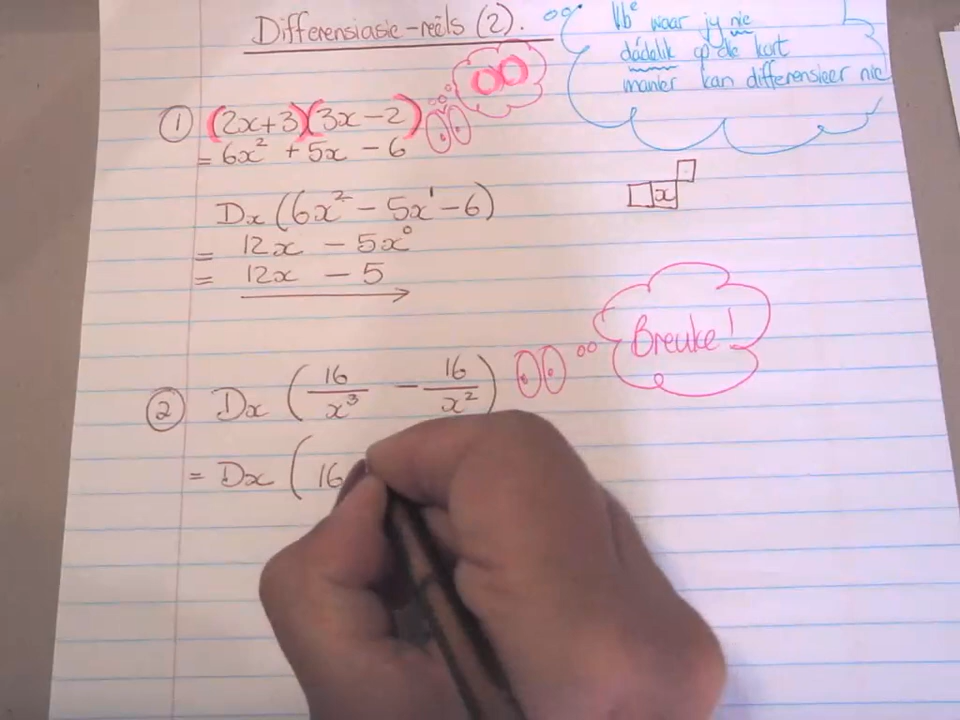 Differensiasie-reëls (2).
Vbe waar jy nie
dádelik op die kort
manier kan differensieer nie
① (2x+3)(3x-2)
= 6x² + 5x - 6
Dx (6x² - 5x¹ - 6)
= 12x - 5x⁰
= 12x - 5
x
Breuke!
② Dx (16/x³ - 16/x²)
= Dx (16